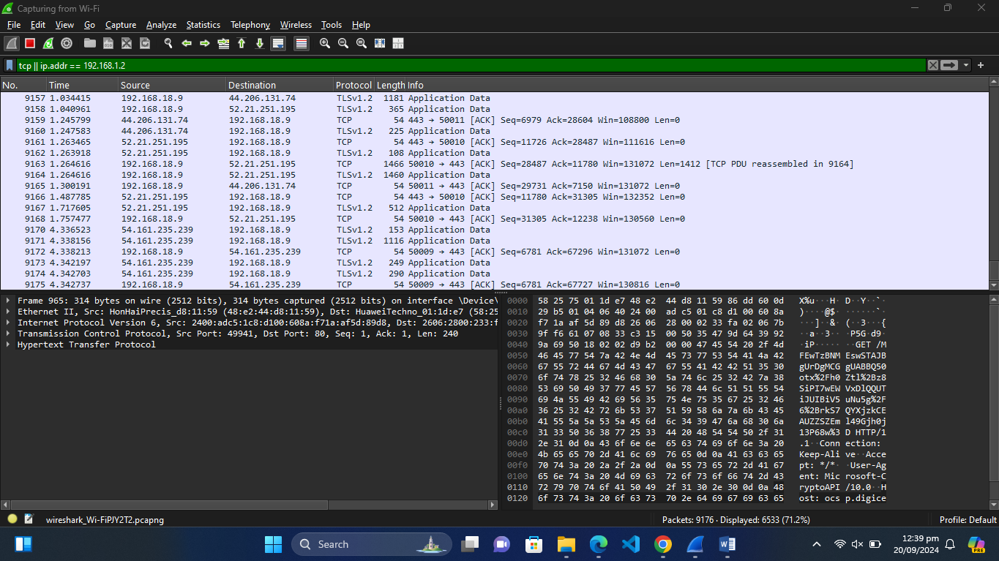 Capturing from Wi-Fi
File Edit View Go Capture Analyze Statistics Telephony Wireless Tools Help
tcp || ip.addr == 192.168.1.2
No. Time Source Destination Protocol Length Info
9157 1.034415 192.168.18.9 44.206.131.74 TLSv1.2 1181 Application Data
9158 1.040961 192.168.18.9 52.21.251.195 TLSv1.2 365 Application Data
9159 1.245799 44.206.131.74 192.168.18.9 TCP 54 443 → 50011 [ACK] Seq=6979 Ack=28604 Win=108800 Len=0
9160 1.247583 44.206.131.74 192.168.18.9 TLSv1.2 225 Application Data
9161 1.263465 52.21.251.195 192.168.18.9 TCP 54 443 → 50010 [ACK] Seq=11726 Ack=28487 Win=111616 Len=0
9162 1.263918 52.21.251.195 192.168.18.9 TLSv1.2 108 Application Data
9163 1.264616 192.168.18.9 52.21.251.195 TCP 1466 50010 → 443 [ACK] Seq=28487 Ack=11780 Win=131072 Len=1412 [TCP PDU reassembled in 9164]
9164 1.264616 192.168.18.9 52.21.251.195 TLSv1.2 1460 Application Data
9165 1.300191 192.168.18.9 44.206.131.74 TCP 54 50011 → 443 [ACK] Seq=29731 Ack=7150 Win=131072 Len=0
9166 1.487785 52.21.251.195 192.168.18.9 TCP 54 443 → 50010 [ACK] Seq=11780 Ack=31305 Win=132352 Len=0
9167 1.717605 52.21.251.195 192.168.18.9 TLSv1.2 512 Application Data
9168 1.757477 192.168.18.9 52.21.251.195 TCP 54 50010 → 443 [ACK] Seq=31305 Ack=12238 Win=130560 Len=0
9170 4.336523 54.161.235.239 192.168.18.9 TLSv1.2 153 Application Data
9171 4.338156 54.161.235.239 192.168.18.9 TLSv1.2 1116 Application Data
9172 4.338213 192.168.18.9 54.161.235.239 TCP 54 50009 → 443 [ACK] Seq=6781 Ack=67296 Win=131072 Len=0
9173 4.342197 54.161.235.239 192.168.18.9 TLSv1.2 249 Application Data
9174 4.342703 54.161.235.239 192.168.18.9 TLSv1.2 290 Application Data
9175 4.342737 192.168.18.9 54.161.235.239 TCP 54 50009 → 443 [ACK] Seq=6781 Ack=67727 Win=130816 Len=0
Frame 965: 314 bytes on wire (2512 bits), 314 bytes captured (2512 bits) on interface \Device\
Ethernet II, Src: HonHaiPrecis_d8:11:59 (48:e2:44:d8:11:59), Dst: HuaweiTechno_01:1d:e7 (58:25
Internet Protocol Version 6, Src: 2400:adc5:1c8:d100:608a:f71a:af5d:89d8, Dst: 2606:2800:233:f
Transmission Control Protocol, Src Port: 49941, Dst Port: 80, Seq: 1, Ack: 1, Len: 240
Hypertext Transfer Protocol
0000 58 25 75 01 1d e7 48 e2 44 d8 11 59 86 dd 60 0d X%u···H· D··Y··`·
0010 29 b5 01 04 06 40 24 00 ad c5 01 c8 d1 00 60 8a )····@$· ······`·
0020 f7 1a af 5d 89 d8 26 06 28 00 02 33 fa 02 06 7b ···]··&· (··3···{
0030 9f f6 61 07 08 33 c3 15 00 50 35 47 9d 64 39 92 ··a··3·· ·P5G·d9·
0040 9a 69 50 18 02 02 d9 b2 00 00 47 45 54 20 2f 4d ·iP····· ··GET /M
0050 46 45 77 54 7a 42 4e 4d 45 73 77 53 54 41 4a 42 FEwTzBNM EswSTAJB
0060 67 55 72 44 67 4d 43 47 67 55 41 42 42 51 35 30 gUrDgMCG gUABBQ50
0070 6f 74 78 25 32 46 68 30 5a 74 6c 25 32 42 7a 38 otx%2Fh0 Ztl%2Bz8
0080 53 69 50 49 37 77 45 57 56 78 44 6c 51 51 55 54 SiPI7wEW VxDlQQUT
0090 69 4a 55 49 42 69 56 35 75 4e 75 35 67 25 32 46 iJUIBiV5 uNu5g%2F
00a0 36 25 32 42 72 6b 53 37 51 59 58 6a 7a 6b 43 45 6%2BrkS7 QYXjzkCE
00b0 41 55 5a 5a 53 5a 45 6d 6c 34 39 47 6a 68 30 6a AUZZSZEm l49Gjh0j
00c0 31 33 50 36 38 77 25 33 44 20 48 54 54 50 2f 31 13P68w%3 D HTTP/1
00d0 2e 31 0d 0a 43 6f 6e 6e 65 63 74 69 6f 6e 3a 20 .1··Conn ection:
00e0 4b 65 65 70 2d 41 6c 69 76 65 0d 0a 41 63 63 65 Keep-Ali ve··Acce
00f0 70 74 3a 20 2a 2f 2a 0d 0a 55 73 65 72 2d 41 67 pt: */*· ·User-Ag
0100 65 6e 74 3a 20 4d 69 63 72 6f 73 6f 66 74 2d 43 ent: Mic rosoft-C
0110 72 79 70 74 6f 41 50 49 2f 31 30 2e 30 0d 0a 48 ryptoAPI /10.0··H
0120 6f 73 74 3a 20 6f 63 73 70 2e 64 69 67 69 63 65 ost: ocs p.digice
wireshark_Wi-FiPJY2T2.pcapng Packets: 9176 · Displayed: 6533 (71.2%) Profile: Default
Search
12:39 pm
20/09/2024
PRE